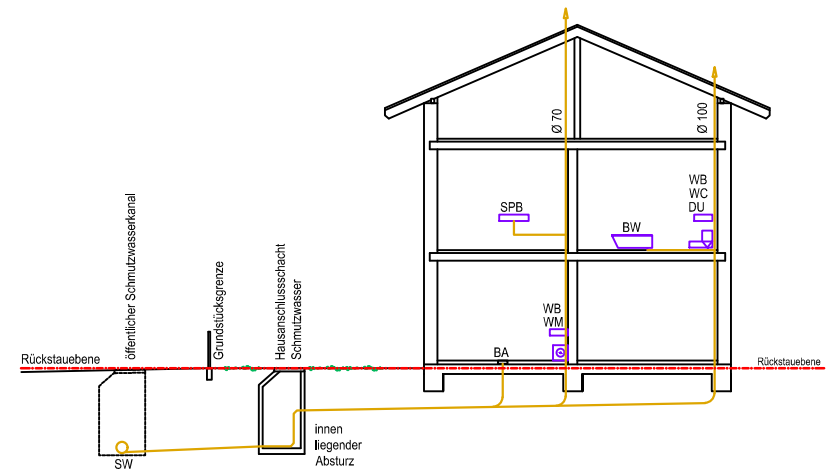 Ø 70
Ø 100
WB
WC
DU
SPB
BW
öffentlicher Schmutzwasserkanal
Grundstücksgrenze
Hausanschlussschacht
Schmutzwasser
WB
WM
BA
Rückstauebene
Rückstauebene
innen
liegender
Absturz
SW